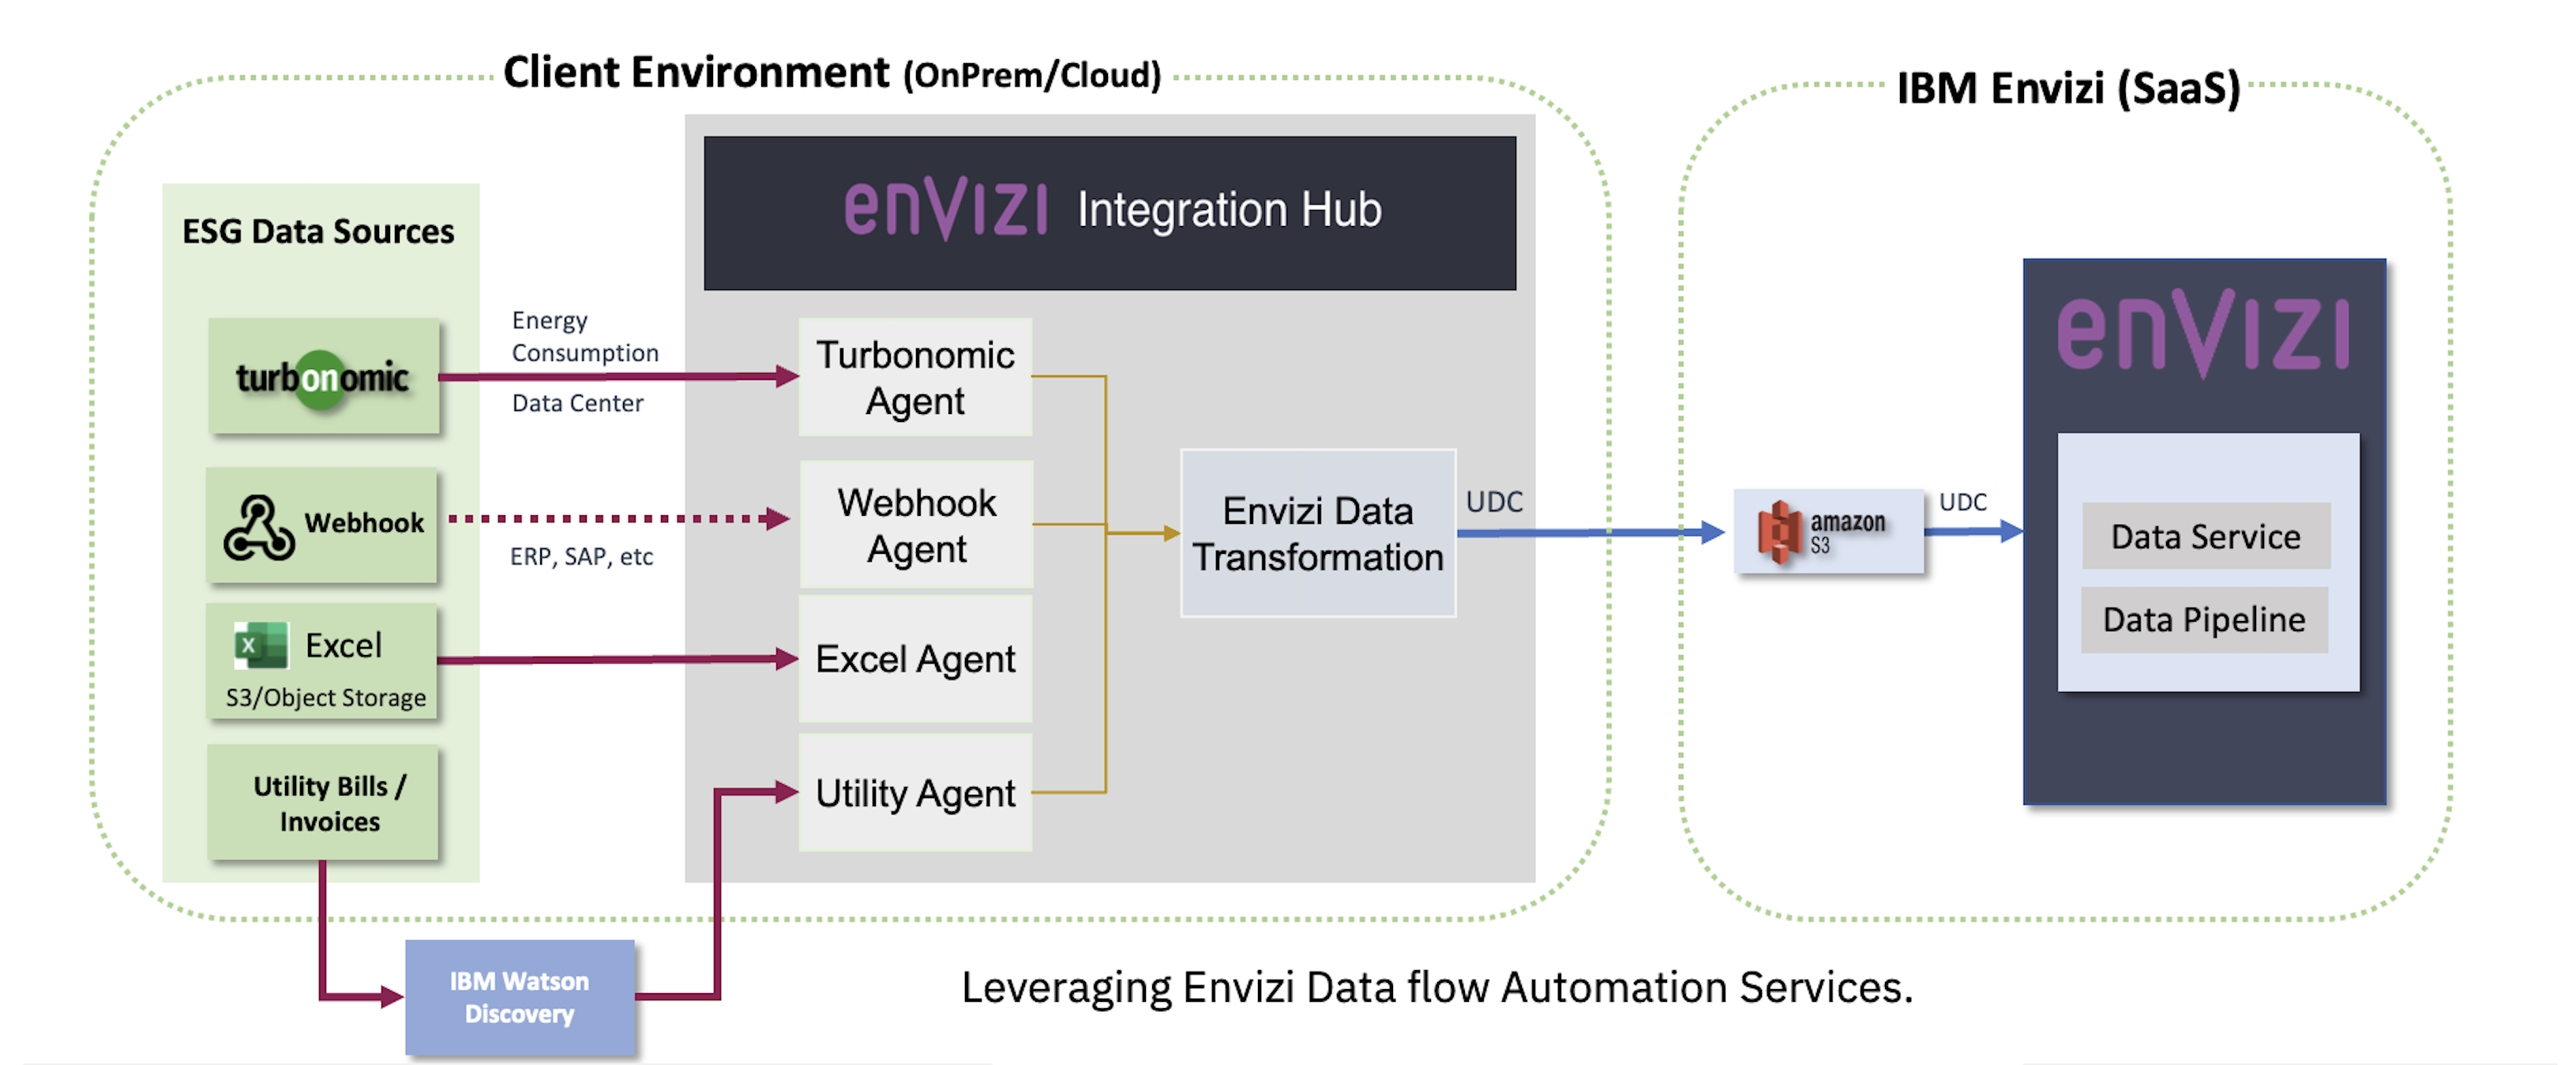 Client Environment (OnPrem/Cloud)
IBM Envizi (SaaS)
envizi Integration Hub
ESG Data Sources
turbonomic
Energy
Consumption
Data Center
Turbonomic
Agent
Webhook
ERP, SAP, etc
Webhook
Agent
Excel
S3/Object Storage
Excel Agent
Utility Bills /
Invoices
Utility Agent
IBM Watson
Discovery
Envizi Data
Transformation
UDC
amazon
S3
UDC
envizi
Data Service
Data Pipeline
Leveraging Envizi Data flow Automation Services.